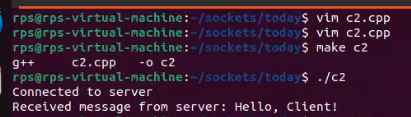 rps@rps-virtual-machine:~/sockets/today$ vim c2.cpp
rps@rps-virtual-machine:~/sockets/today$ vim c2.cpp
rps@rps-virtual-machine:~/sockets/today$ make c2
g++     c2.cpp   -o c2
rps@rps-virtual-machine:~/sockets/today$ ./c2
Connected to server
Received message from server: Hello, Client!